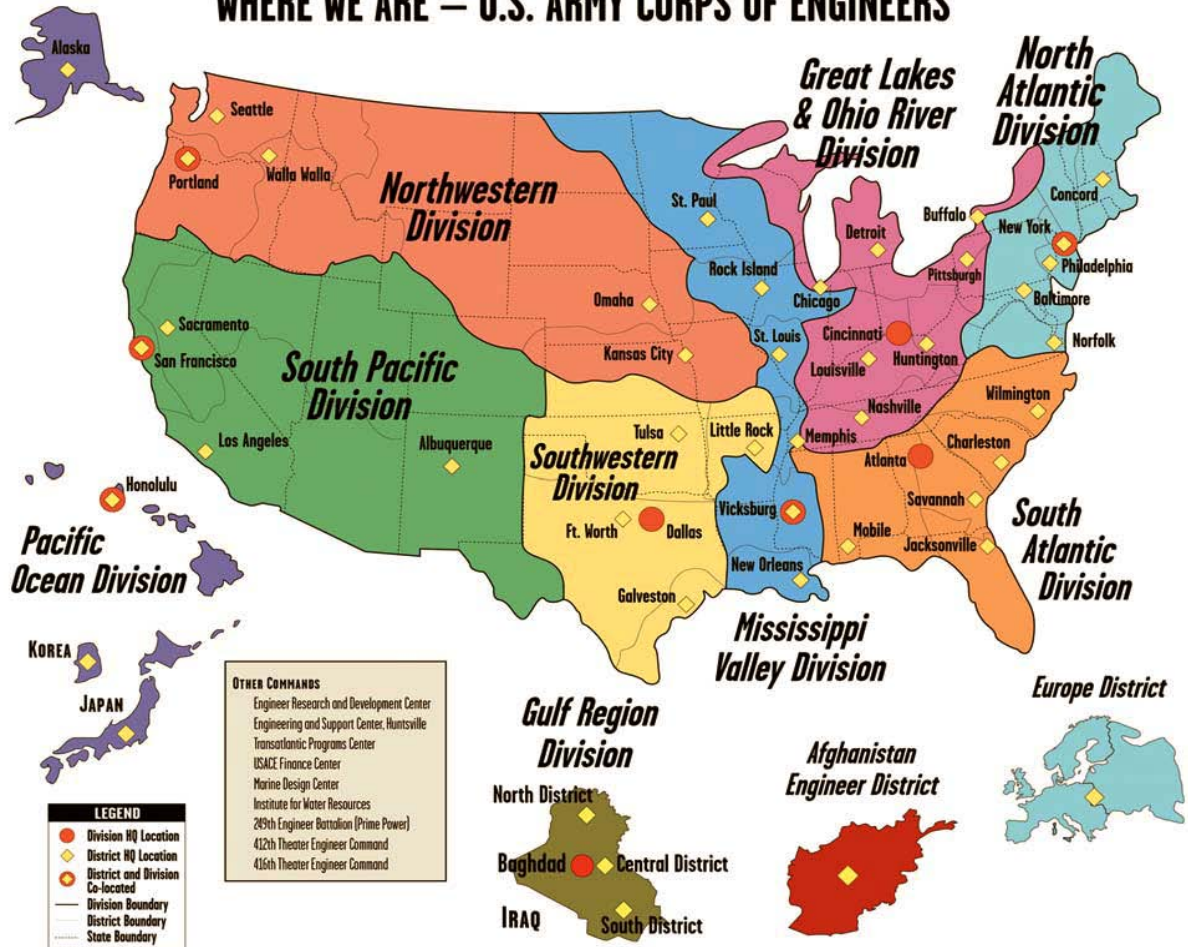 WHERE WE ARE – U.S. ARMY CORPS OF ENGINEERS
Alaska
Seattle
Portland
Walla Walla
Northwestern
Division
Omaha
Kansas City
Great Lakes
& Ohio River
Division
North
Atlantic
Division
St. Paul
Rock Island
St. Louis
Chicago
Detroit
Buffalo
Pittsburgh
Cincinnati
Huntington
Louisville
Nashville
Memphis
Concord
New York
Philadelphia
Baltimore
Norfolk
Sacramento
San Francisco
South Pacific
Division
Los Angeles
Albuquerque
Tulsa
Little Rock
Southwestern
Division
Ft. Worth
Dallas
Galveston
Vicksburg
New Orleans
Mississippi
Valley Division
Wilmington
Charleston
Atlanta
Savannah
Mobile
Jacksonville
South
Atlantic
Division
Honolulu
Pacific
Ocean Division
KOREA
JAPAN
OTHER COMMANDS
Engineer Research and Development Center
Engineering and Support Center, Huntsville
Transatlantic Programs Center
USACE Finance Center
Marine Design Center
Institute for Water Resources
249th Engineer Battalion (Prime Power)
412th Theater Engineer Command
416th Theater Engineer Command
LEGEND
Division HQ Location
District HQ Location
District and Division
Co-located
Division Boundary
District Boundary
State Boundary
Gulf Region
Division
North District
Baghdad
Central District
IRAQ
South District
Afghanistan
Engineer District
Europe District